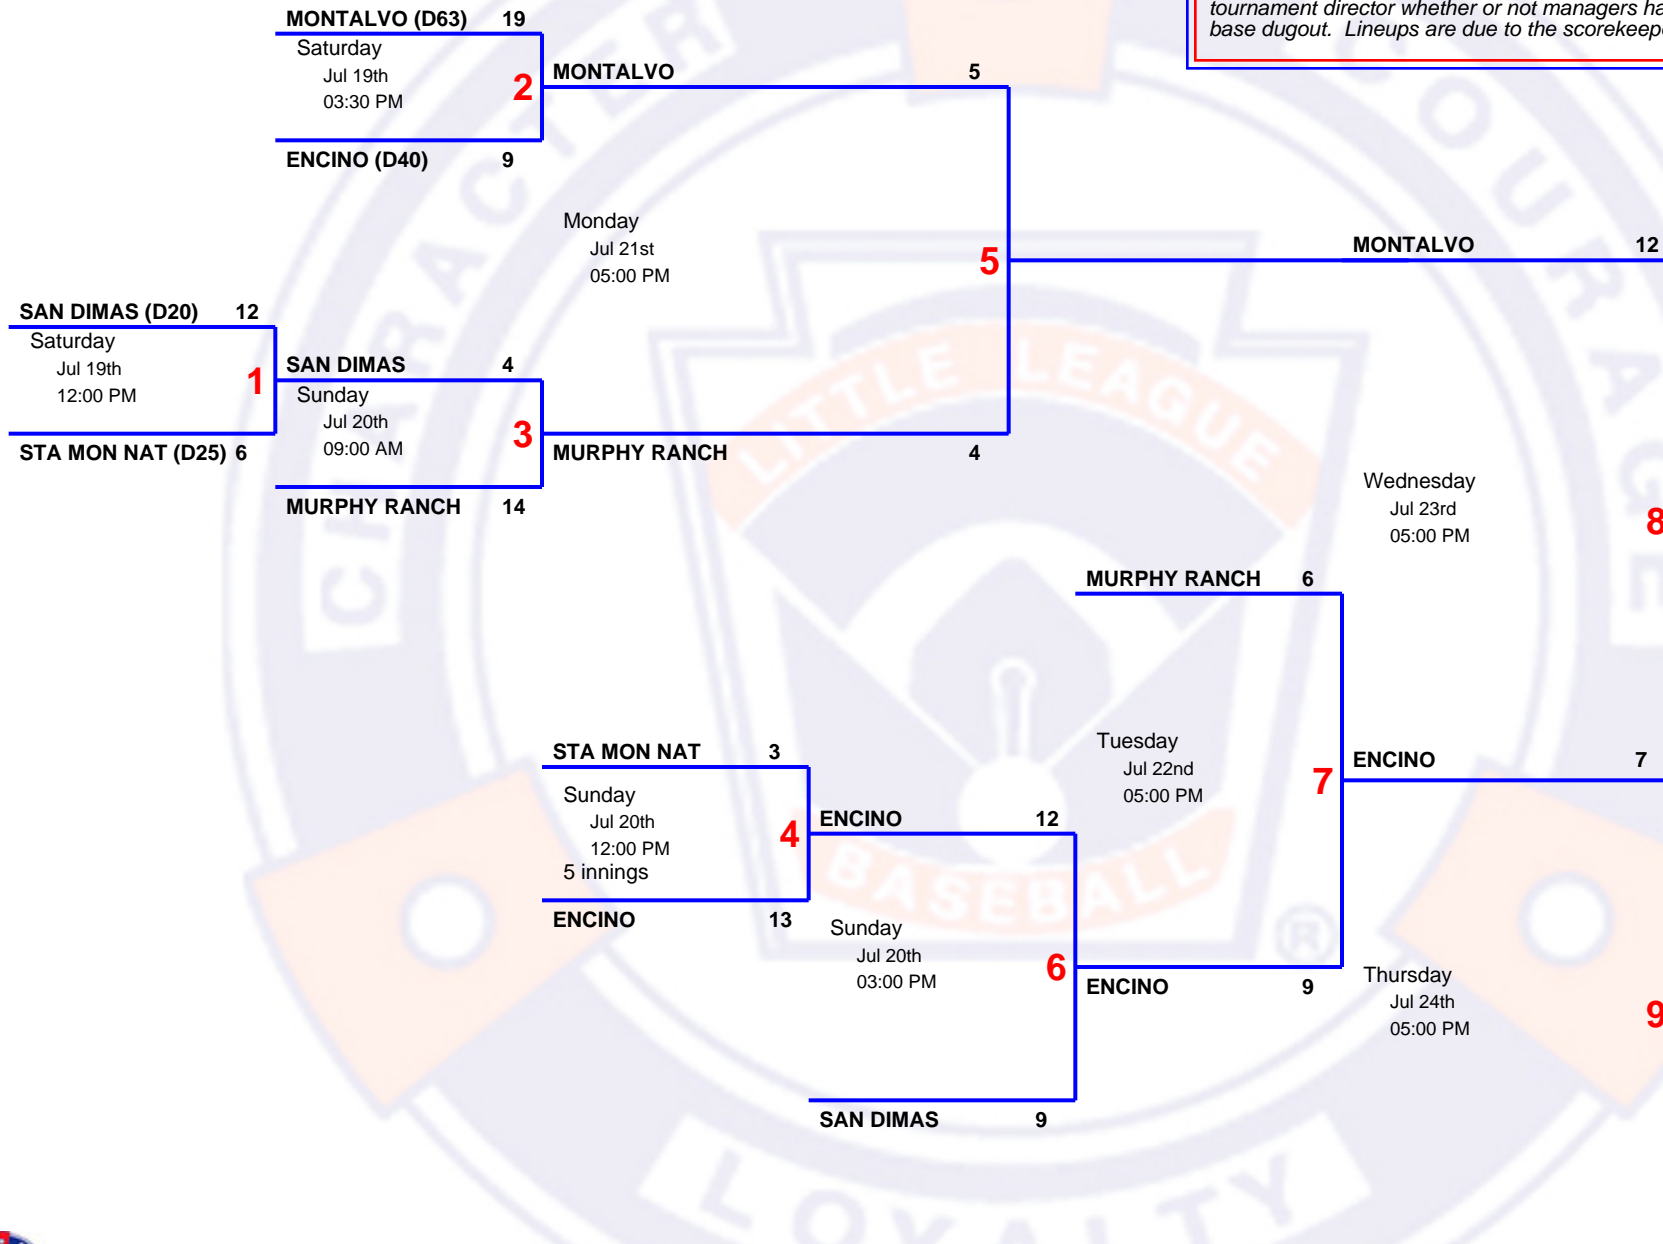 tournament director whether or not managers ha
base dugout. Lineups are due to the scorekeep
MONTALVO (D63) 19
Saturday
Jul 19th
03:30 PM
2
ENCINO (D40) 9
MONTALVO 5
Monday
Jul 21st
05:00 PM
5
MONTALVO 12
SAN DIMAS (D20) 12
Saturday
Jul 19th
12:00 PM
1
STA MON NAT (D25) 6
SAN DIMAS 4
Sunday
Jul 20th
09:00 AM
3
MURPHY RANCH 14
MURPHY RANCH 4
Wednesday
Jul 23rd
05:00 PM
8
MURPHY RANCH 6
Tuesday
Jul 22nd
05:00 PM
7
ENCINO 7
STA MON NAT 3
Sunday
Jul 20th
12:00 PM
5 innings
4
ENCINO 13
ENCINO 12
Sunday
Jul 20th
03:00 PM
6
ENCINO 9
SAN DIMAS 9
Thursday
Jul 24th
05:00 PM
9
CHARACTER
COURAGE
LOYALTY
LITTLE LEAGUE
BASEBALL
®